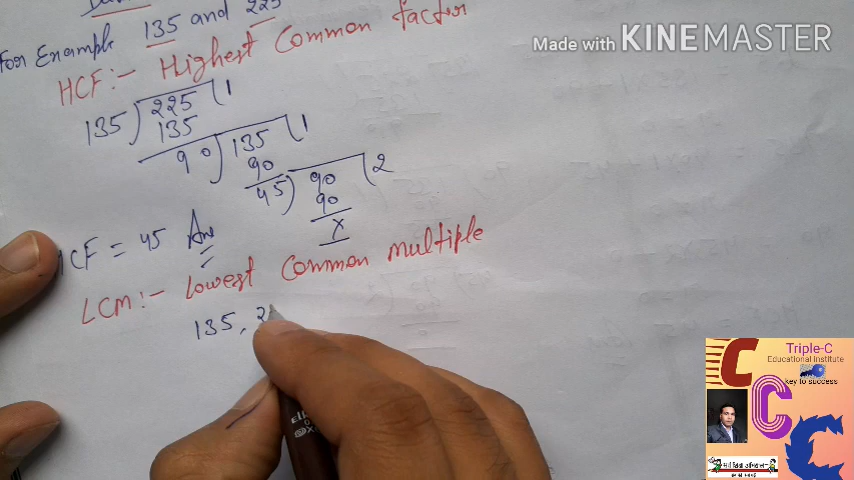 For Example 135 and 225
HCF:- Highest Common factor
135) 225 (1
135
90) 135 (1
90
45) 90 (2
90
x
HCF = 45 Ans
LCM:- Lowest Common multiple
135, 2
Made with KINEMASTER
Triple-C
Educational Institute
key to success
C C C